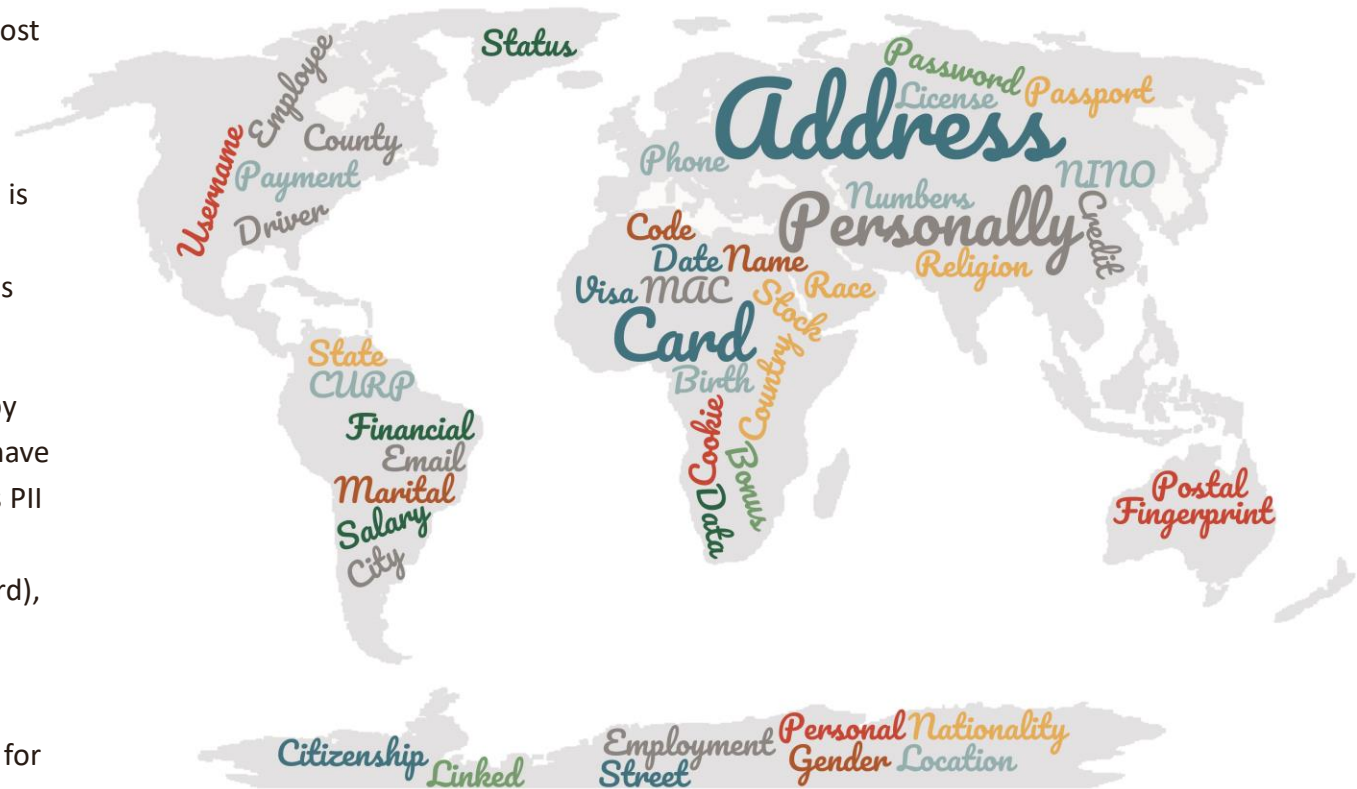 ost
is
s
by
have
s PII
rd),
for
Status
Employee
County
Username
Payment
Driver
Password
License
Passport
Address
Phone
NINO
Numbers
Personally
Credit
Code
Date Name
Religion
Visa MAC
Stock
Race
Card
Birth
Country
Cookie
Bonus
Data
State
CURP
Financial
Email
Marital
Salary
City
Postal
Fingerprint
Citizenship
Linked
Employment
Street
Personal Nationality
Gender Location